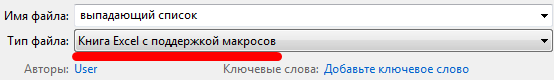 Имя файла: выпадающий список
Тип файла: Книга Excel с поддержкой макросов
Авторы: User Ключевые слова: Добавьте ключевое слово